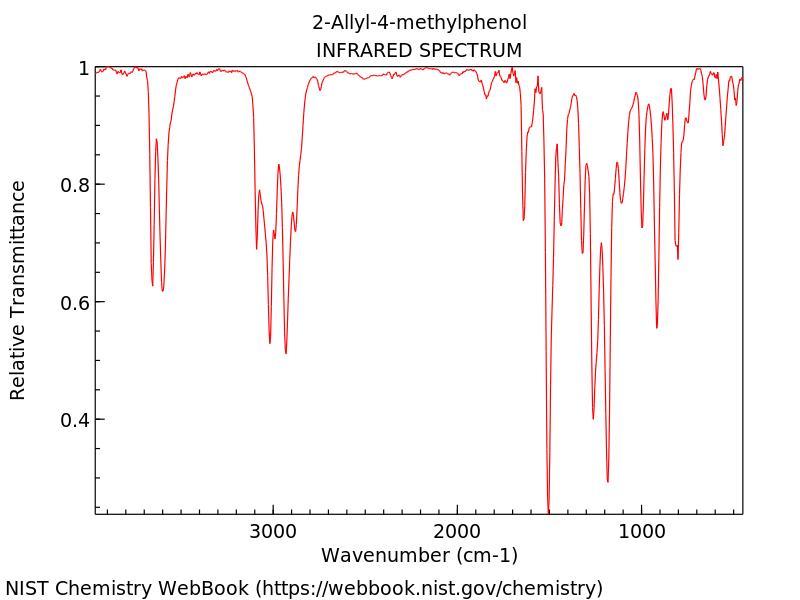 2-Allyl-4-methylphenol
INFRARED SPECTRUM
1
0.8
0.6
0.4
Relative Transmittance
3000 2000 1000
Wavenumber (cm-1)
NIST Chemistry WebBook (https://webbook.nist.gov/chemistry)